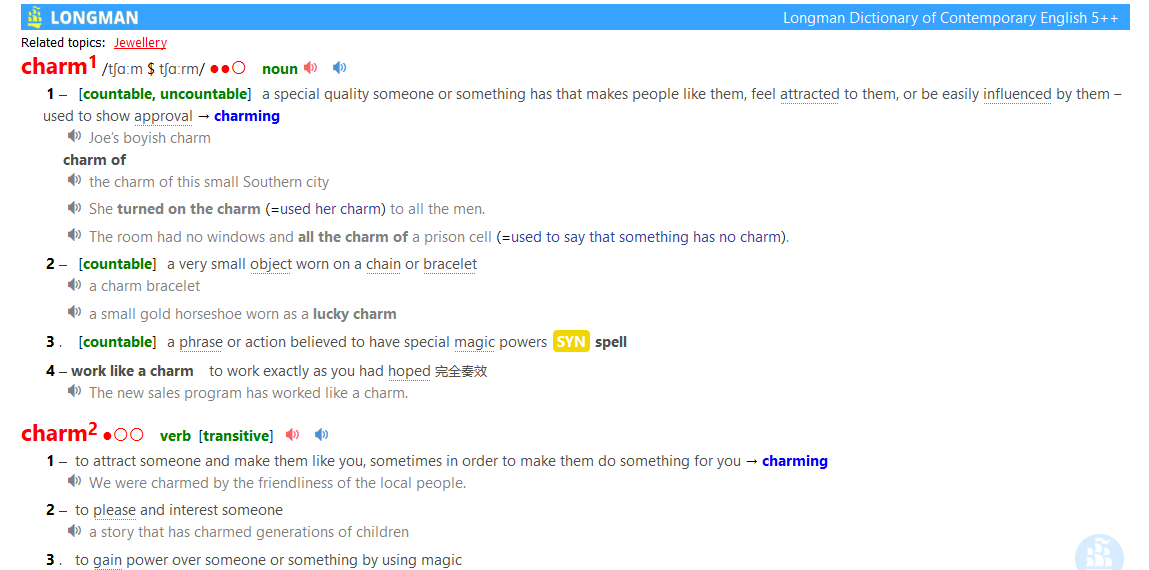 LONGMAN Longman Dictionary of Contemporary English 5++
Related topics: Jewellery
charm1 /tʃɑːm $ tʃɑːrm/ ●●○ noun
1 – [countable, uncountable] a special quality someone or something has that makes people like them, feel attracted to them, or be easily influenced by them –
used to show approval → charming
Joe's boyish charm
charm of
the charm of this small Southern city
She turned on the charm (=used her charm) to all the men.
The room had no windows and all the charm of a prison cell (=used to say that something has no charm).
2 – [countable] a very small object worn on a chain or bracelet
a charm bracelet
a small gold horseshoe worn as a lucky charm
3 . [countable] a phrase or action believed to have special magic powers SYN spell
4 – work like a charm to work exactly as you had hoped 完全奏效
The new sales program has worked like a charm.
charm2 ●○○ verb [transitive]
1 – to attract someone and make them like you, sometimes in order to make them do something for you → charming
We were charmed by the friendliness of the local people.
2 – to please and interest someone
a story that has charmed generations of children
3 . to gain power over someone or something by using magic